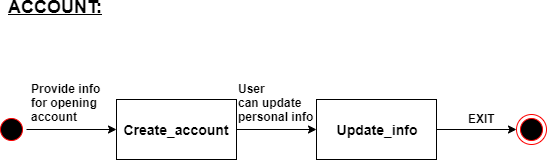 ACCOUNT:
Provide info
for opening
account
Create_account
User
can update
personal info
Update_info
EXIT